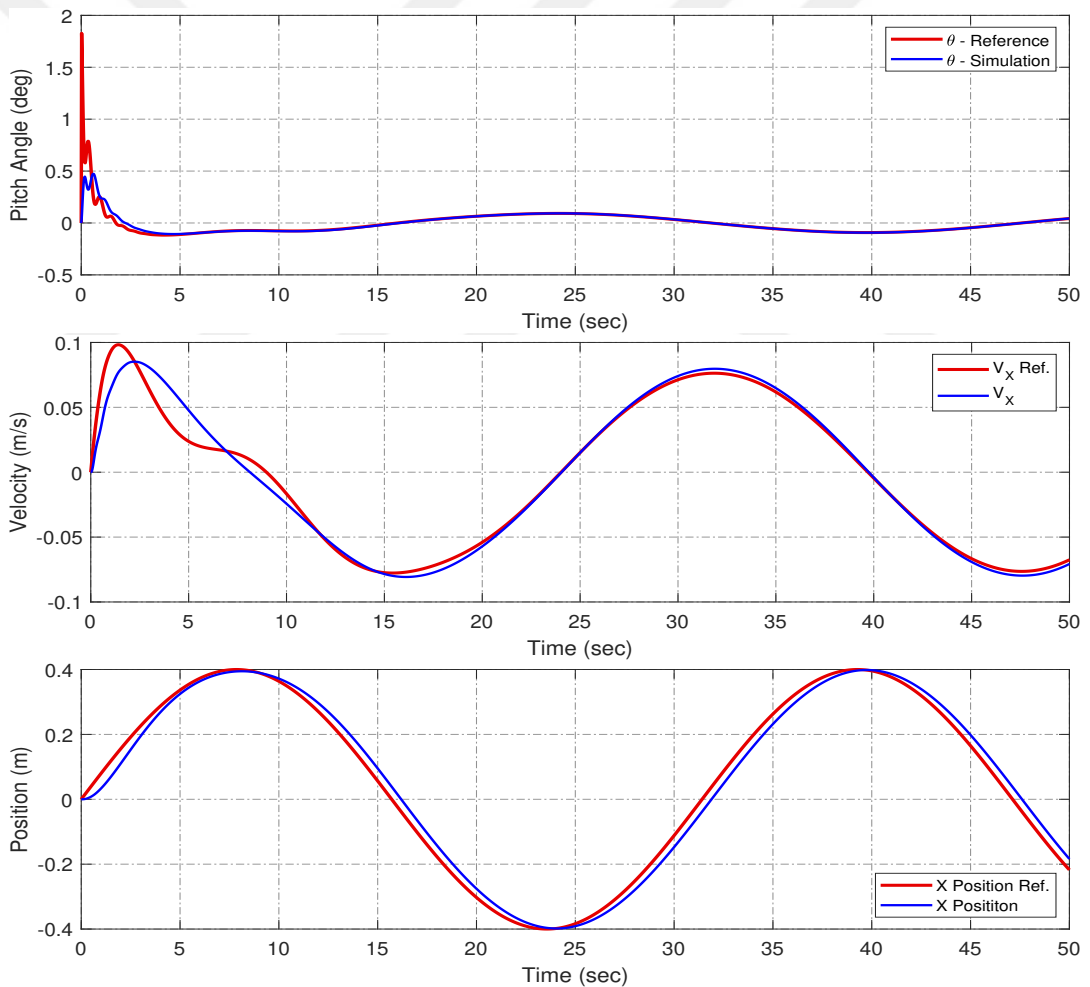 2
1.5
1
0.5
0
-0.5
Pitch Angle (deg)
θ - Reference
θ - Simulation
0 5 10 15 20 25 30 35 40 45 50
Time (sec)
0.1
0.05
0
-0.05
-0.1
Velocity (m/s)
V_X Ref.
V_X
0 5 10 15 20 25 30 35 40 45 50
Time (sec)
0.4
0.2
0
-0.2
-0.4
Position (m)
X Position Ref.
X Posititon
0 5 10 15 20 25 30 35 40 45 50
Time (sec)